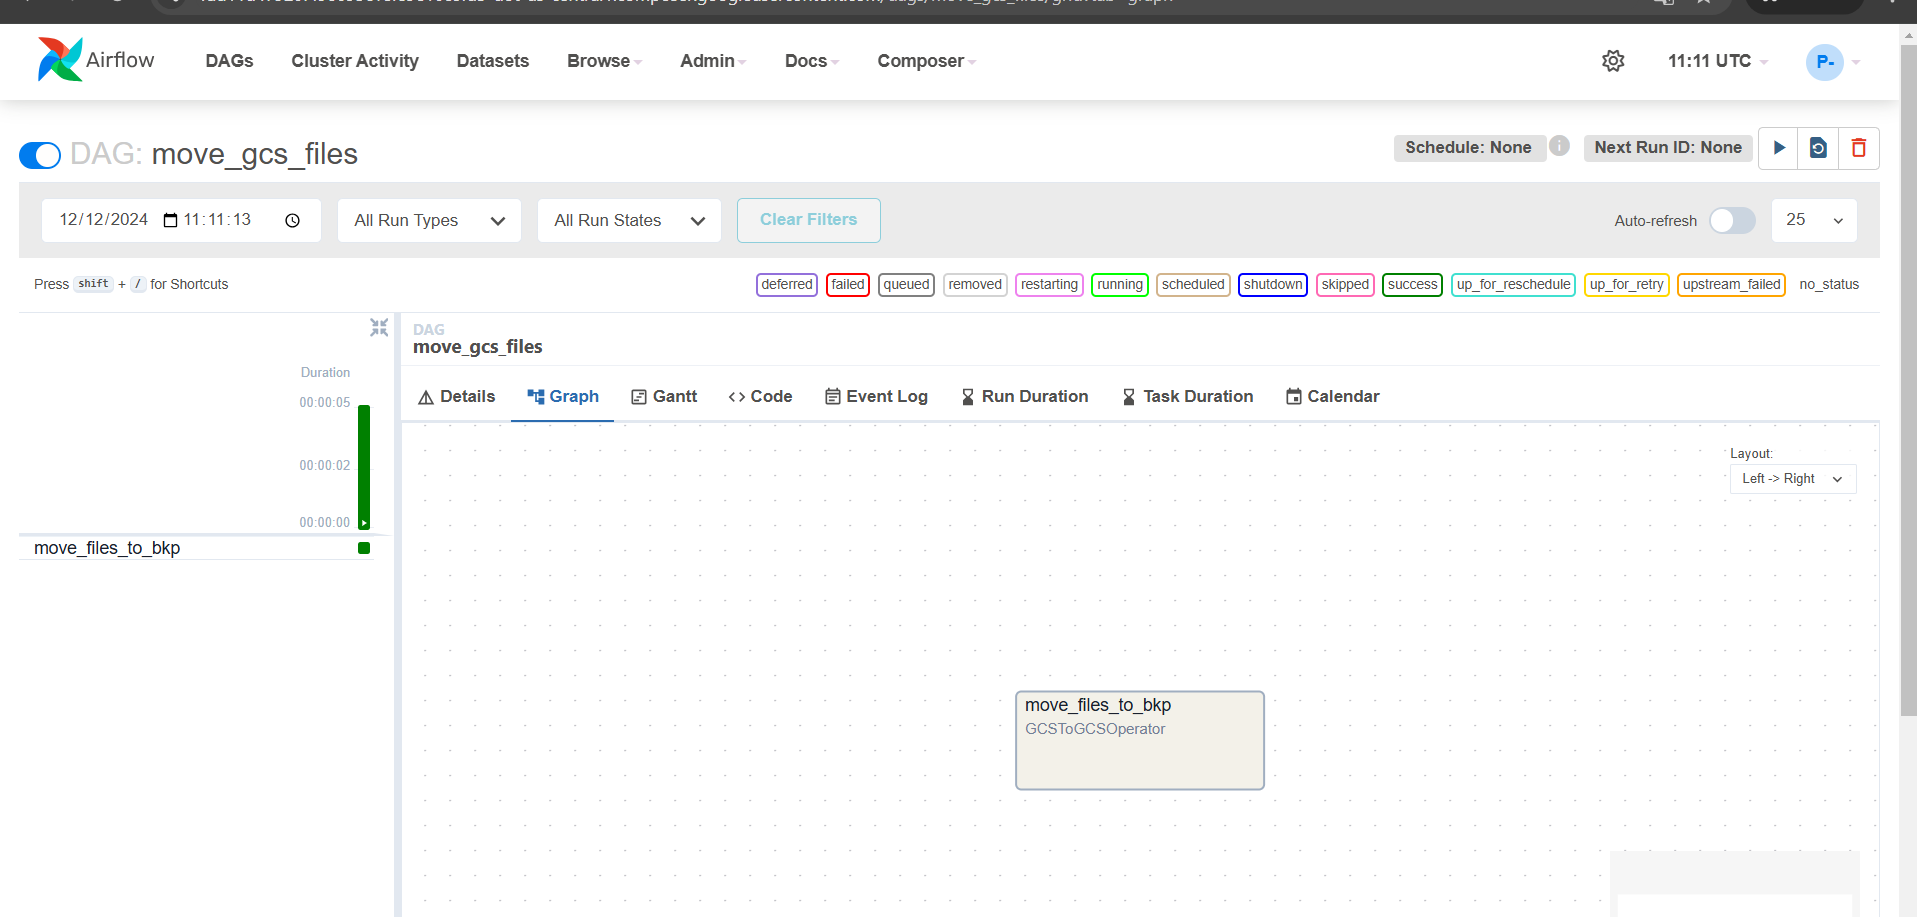 Airflow DAGs Cluster Activity Datasets Browse Admin Docs Composer 11:11 UTC P-
DAG: move_gcs_files Schedule: None i Next Run ID: None
12/12/2024 11:11:13 All Run Types All Run States Clear Filters Auto-refresh 25
Press shift + / for Shortcuts deferred failed queued removed restarting running scheduled shutdown skipped success up_for_reschedule up_for_retry upstream_failed no_status
DAG
move_gcs_files
Duration
00:00:05
00:00:02
00:00:00
move_files_to_bkp
Details Graph Gantt Code Event Log Run Duration Task Duration Calendar
Layout:
Left -> Right
move_files_to_bkp
GCSToGCSOperator